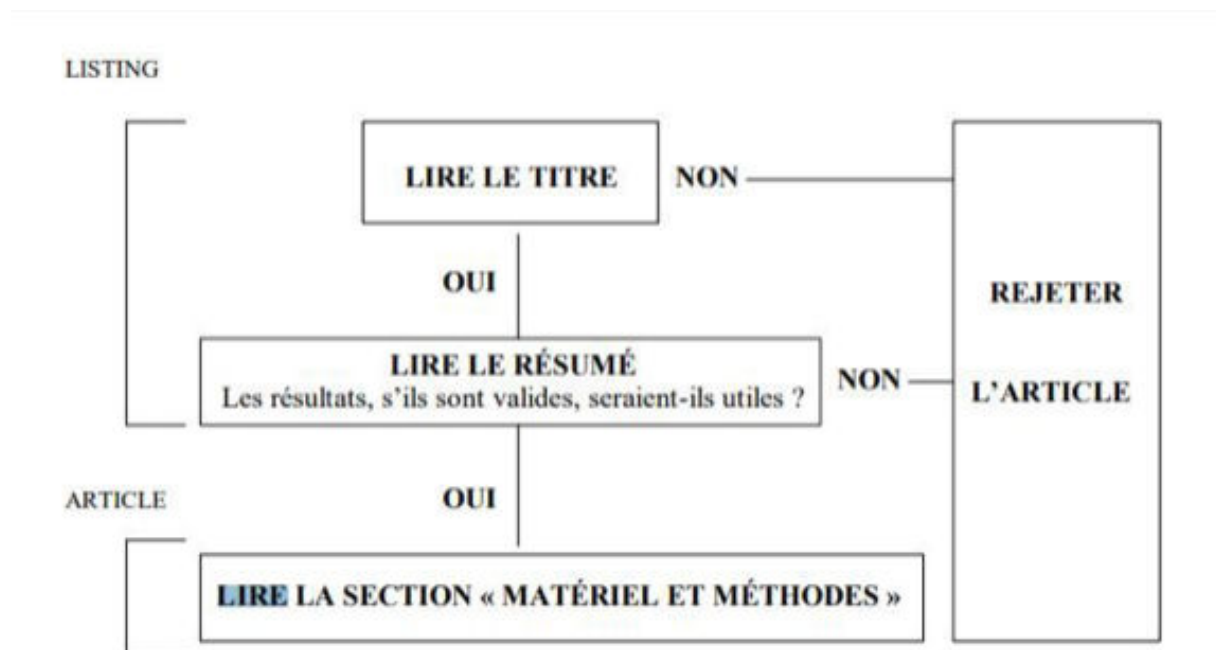 LISTING
LIRE LE TITRE
NON
OUI
REJETER
L'ARTICLE
LIRE LE RÉSUMÉ
Les résultats, s'ils sont valides, seraient-ils utiles ?
NON
ARTICLE
OUI
LIRE LA SECTION « MATÉRIEL ET MÉTHODES »